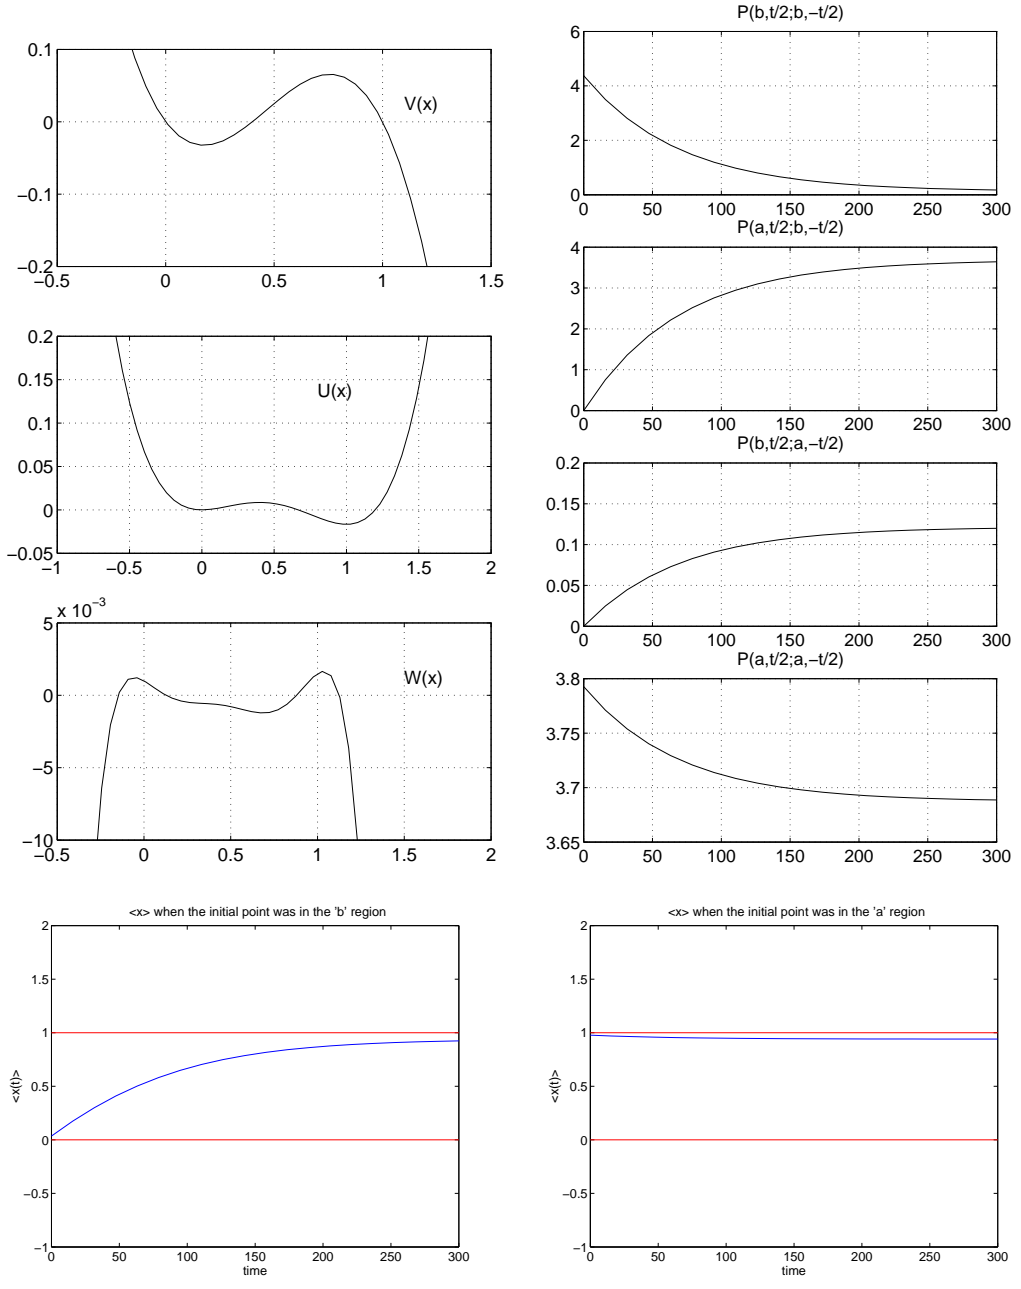 0.1
0
−0.1
−0.2
V(x)
−0.5 0 0.5 1 1.5
0.2
0.15
0.1
0.05
0
−0.05
U(x)
−1 −0.5 0 0.5 1 1.5 2
x 10−3
5
0
−5
−10
W(x)
−0.5 0 0.5 1 1.5 2
P(b,t/2;b,−t/2)
6
4
2
0
0 50 100 150 200 250 300
P(a,t/2;b,−t/2)
4
3
2
1
0
0 50 100 150 200 250 300
P(b,t/2;a,−t/2)
0.2
0.15
0.1
0.05
0
0 50 100 150 200 250 300
P(a,t/2;a,−t/2)
3.8
3.75
3.7
3.65
0 50 100 150 200 250 300
<x> when the initial point was in the 'b' region
2
1.5
1
0.5
0
−0.5
−1
<x(t)>
0 50 100 150 200 250 300
time
<x> when the initial point was in the 'a' region
2
1.5
1
0.5
0
−0.5
−1
<x(t)>
0 50 100 150 200 250 300
time